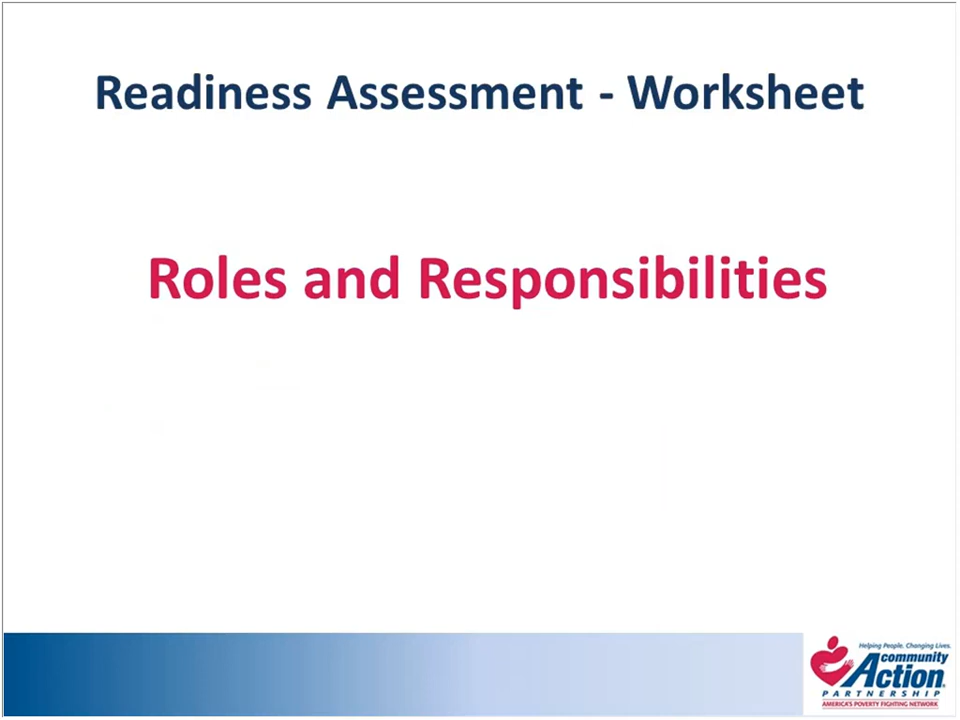 Readiness Assessment - Worksheet
Roles and Responsibilities
Helping People. Changing Lives.
community
Action
PARTNERSHIP
AMERICA'S POVERTY FIGHTING NETWORK